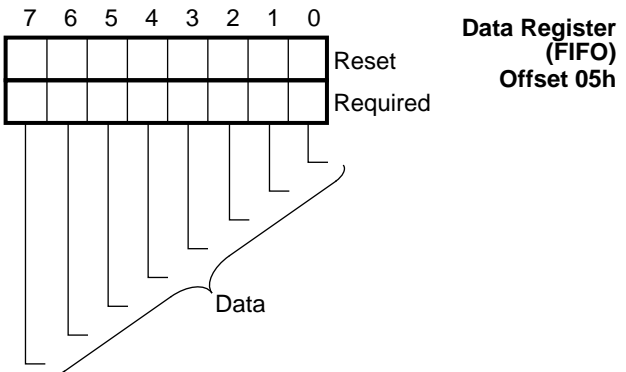 7 6 5 4 3 2 1 0
Data Register
(FIFO)
Offset 05h
Reset
Required
Data